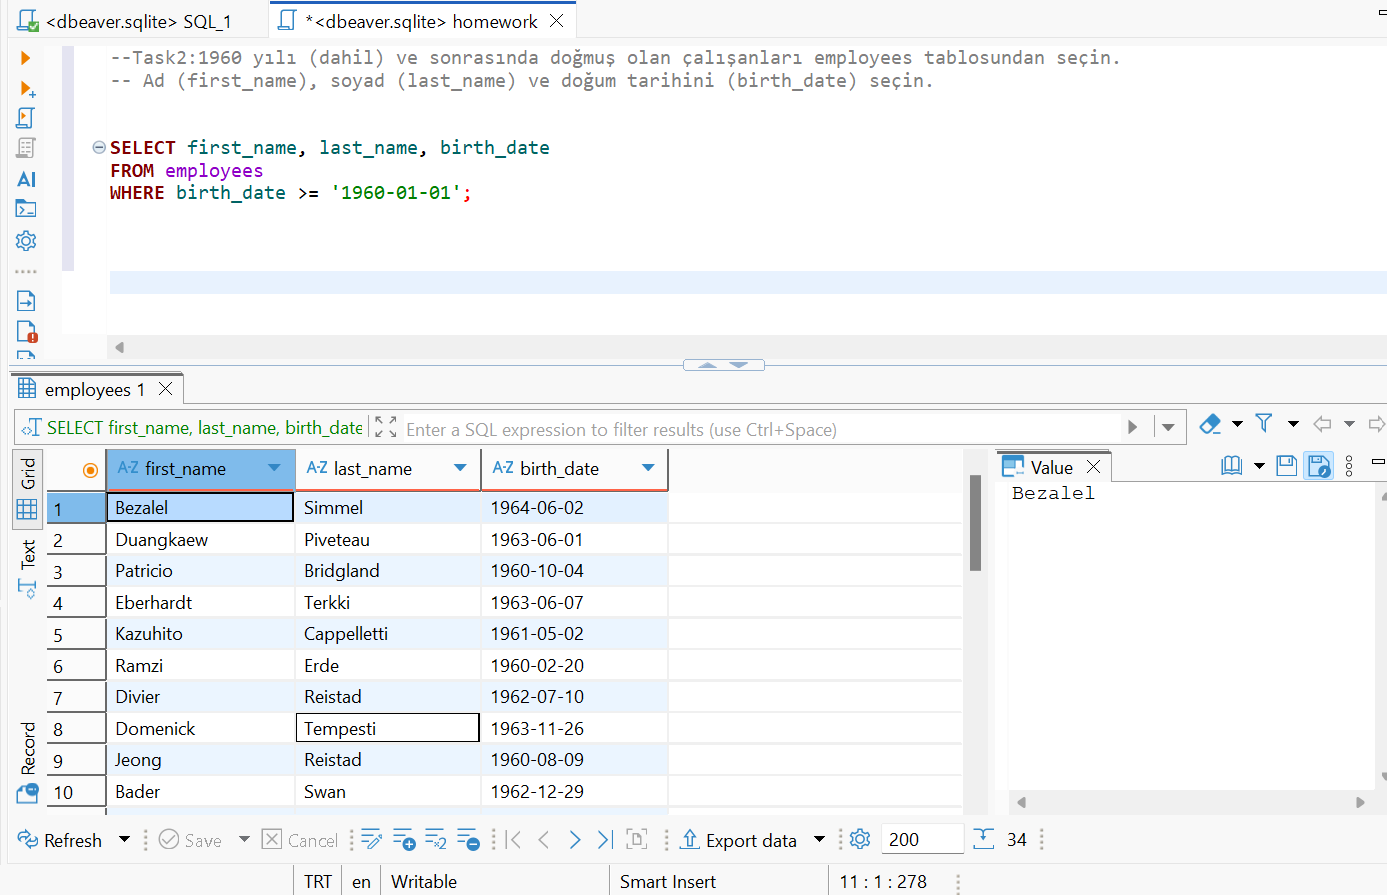 <dbeaver.sqlite> SQL_1
*<dbeaver.sqlite> homework
--Task2:1960 yılı (dahil) ve sonrasında doğmuş olan çalışanları employees tablosundan seçin.
-- Ad (first_name), soyad (last_name) ve doğum tarihini (birth_date) seçin.
SELECT first_name, last_name, birth_date
FROM employees
WHERE birth_date >= '1960-01-01';
AI
employees 1
SELECT first_name, last_name, birth_date
Enter a SQL expression to filter results (use Ctrl+Space)
Grid
Text
Record
A-Z first_name A-Z last_name A-Z birth_date
1 Bezalel Simmel 1964-06-02
2 Duangkaew Piveteau 1963-06-01
3 Patricio Bridgland 1960-10-04
4 Eberhardt Terkki 1963-06-07
5 Kazuhito Cappelletti 1961-05-02
6 Ramzi Erde 1960-02-20
7 Divier Reistad 1962-07-10
8 Domenick Tempesti 1963-11-26
9 Jeong Reistad 1960-08-09
10 Bader Swan 1962-12-29
Value
Bezalel
Refresh Save Cancel Export data 200 34
TRT en Writable Smart Insert 11 : 1 : 278